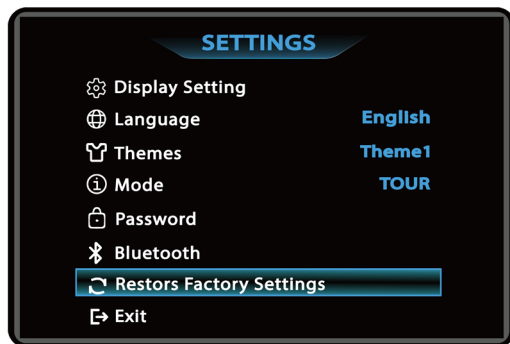 SETTINGS
Display Setting
Language English
Themes Theme1
Mode TOUR
Password
Bluetooth
Restors Factory Settings
Exit